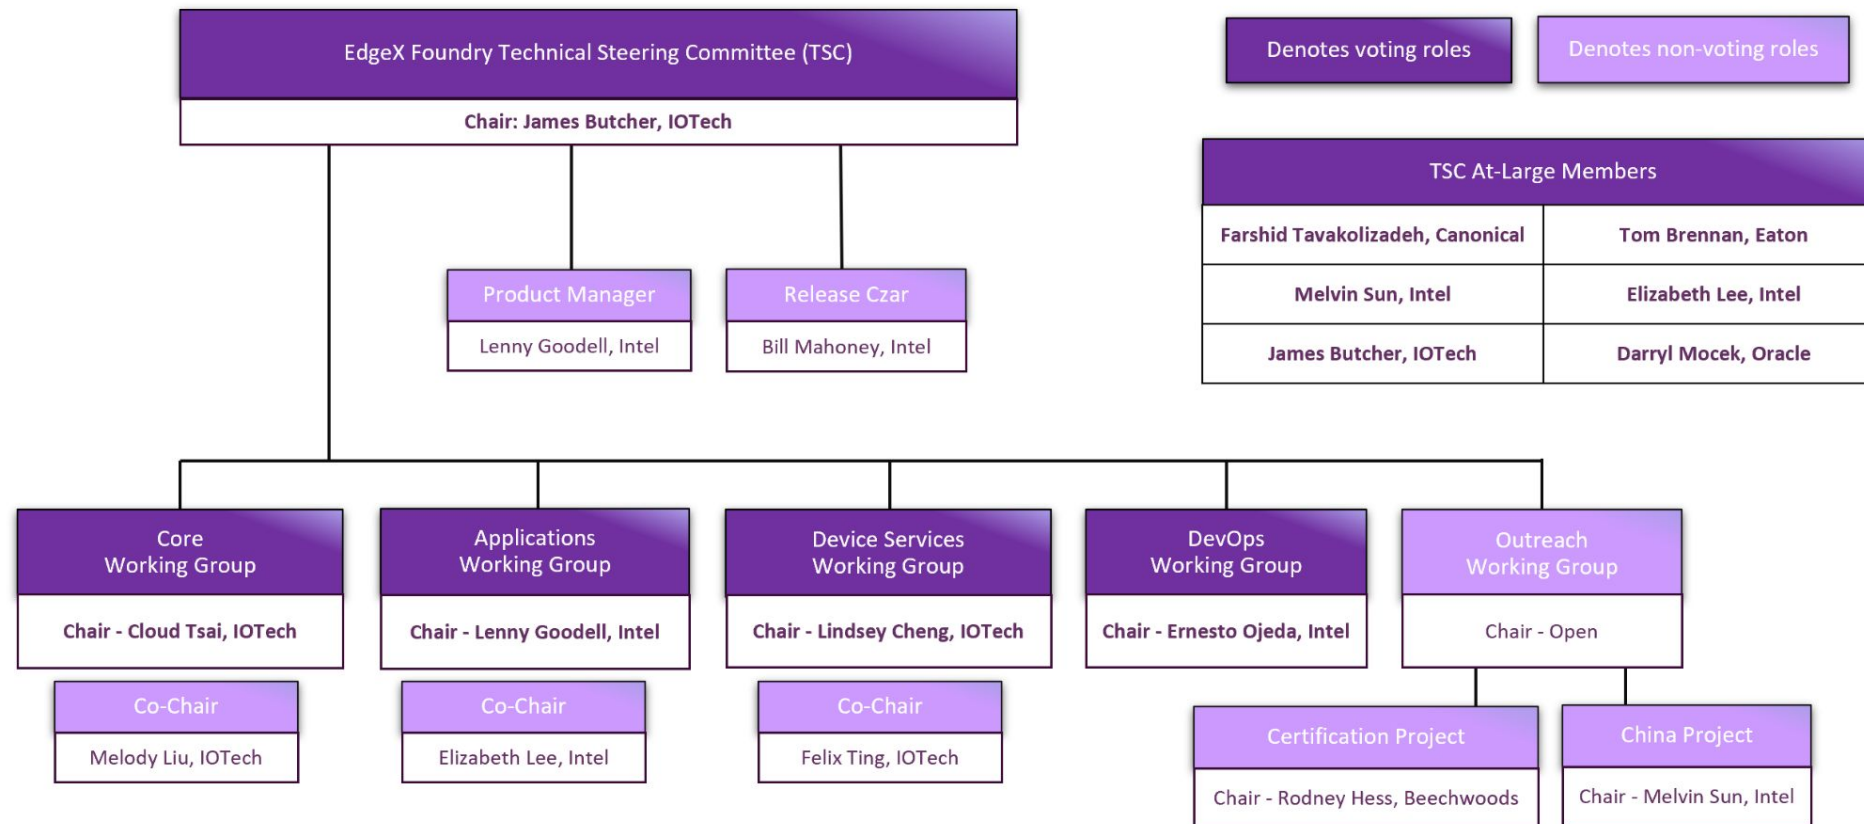 EdgeX Foundry Technical Steering Committee (TSC)
Chair: James Butcher, IOTech
Denotes voting roles
Denotes non-voting roles
TSC At-Large Members
Farshid Tavakolizadeh, Canonical
Tom Brennan, Eaton
Melvin Sun, Intel
Elizabeth Lee, Intel
James Butcher, IOTech
Darryl Mocek, Oracle
Product Manager
Lenny Goodell, Intel
Release Czar
Bill Mahoney, Intel
Core
Working Group
Chair - Cloud Tsai, IOTech
Co-Chair
Melody Liu, IOTech
Applications
Working Group
Chair - Lenny Goodell, Intel
Co-Chair
Elizabeth Lee, Intel
Device Services
Working Group
Chair - Lindsey Cheng, IOTech
Co-Chair
Felix Ting, IOTech
DevOps
Working Group
Chair - Ernesto Ojeda, Intel
Outreach
Working Group
Chair - Open
Certification Project
Chair - Rodney Hess, Beechwoods
China Project
Chair - Melvin Sun, Intel